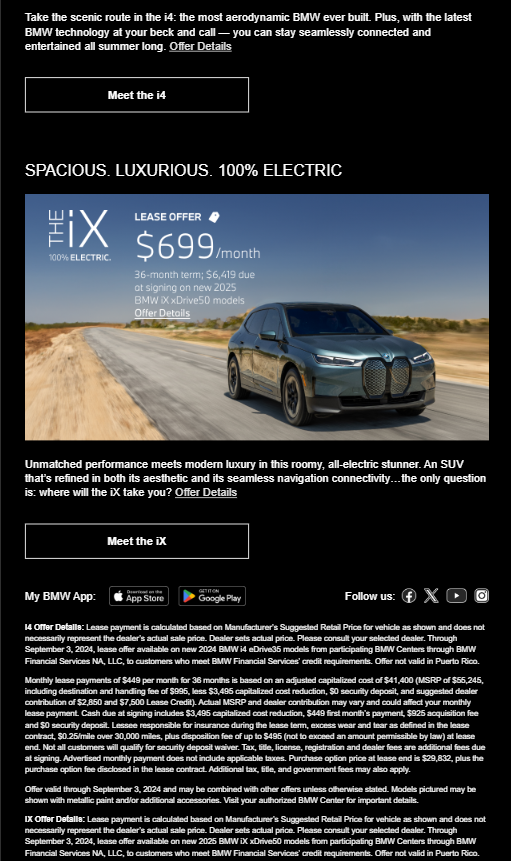 Take the scenic route in the i4: the most aerodynamic BMW ever built. Plus, with the latest
BMW technology at your beck and call — you can stay seamlessly connected and
entertained all summer long. Offer Details
Meet the i4
SPACIOUS. LUXURIOUS. 100% ELECTRIC
THE iX
100% ELECTRIC.
LEASE OFFER
$699/month
36-month term; $6,419 due
at signing on new 2025
BMW iX xDrive50 models
Offer Details
Unmatched performance meets modern luxury in this roomy, all-electric stunner. An SUV
that's refined in both its aesthetic and its seamless navigation connectivity…the only question
is: where will the iX take you? Offer Details
Meet the iX
My BMW App:
Download on the
App Store
GET IT ON
Google Play
Follow us:
i4 Offer Details: Lease payment is calculated based on Manufacturer's Suggested Retail Price for vehicle as shown and does not
necessarily represent the dealer's actual sale price. Dealer sets actual price. Please consult your selected dealer. Through
September 3, 2024, lease offer available on new 2024 BMW i4 eDrive35 models from participating BMW Centers through BMW
Financial Services NA, LLC, to customers who meet BMW Financial Services' credit requirements. Offer not valid in Puerto Rico.
Monthly lease payments of $449 per month for 36 months is based on an adjusted capitalized cost of $41,400 (MSRP of $55,245,
including destination and handling fee of $995, less $3,495 capitalized cost reduction, $0 security deposit, and suggested dealer
contribution of $2,850 and $7,500 Lease Credit). Actual MSRP and dealer contribution may vary and could affect your monthly
lease payment. Cash due at signing includes $3,495 capitalized cost reduction, $449 first month's payment, $925 acquisition fee
and $0 security deposit. Lessee responsible for insurance during the lease term, excess wear and tear as defined in the lease
contract, $0.25/mile over 30,000 miles, plus disposition fee of up to $495 (not to exceed an amount permissible by law) at lease
end. Not all customers will qualify for security deposit waiver. Tax, title, license, registration and dealer fees are additional fees due
at signing. Advertised monthly payment does not include applicable taxes. Purchase option price at lease end is $29,832, plus the
purchase option fee disclosed in the lease contract. Additional tax, title, and government fees may also apply.
Offer valid through September 3, 2024 and may be combined with other offers unless otherwise stated. Models pictured may be
shown with metallic paint and/or additional accessories. Visit your authorized BMW Center for important details.
iX Offer Details: Lease payment is calculated based on Manufacturer's Suggested Retail Price for vehicle as shown and does not
necessarily represent the dealer's actual sale price. Dealer sets actual price. Please consult your selected dealer. Through
September 3, 2024, lease offer available on new 2025 BMW iX xDrive50 models from participating BMW Centers through BMW
Financial Services NA, LLC, to customers who meet BMW Financial Services' credit requirements. Offer not valid in Puerto Rico.